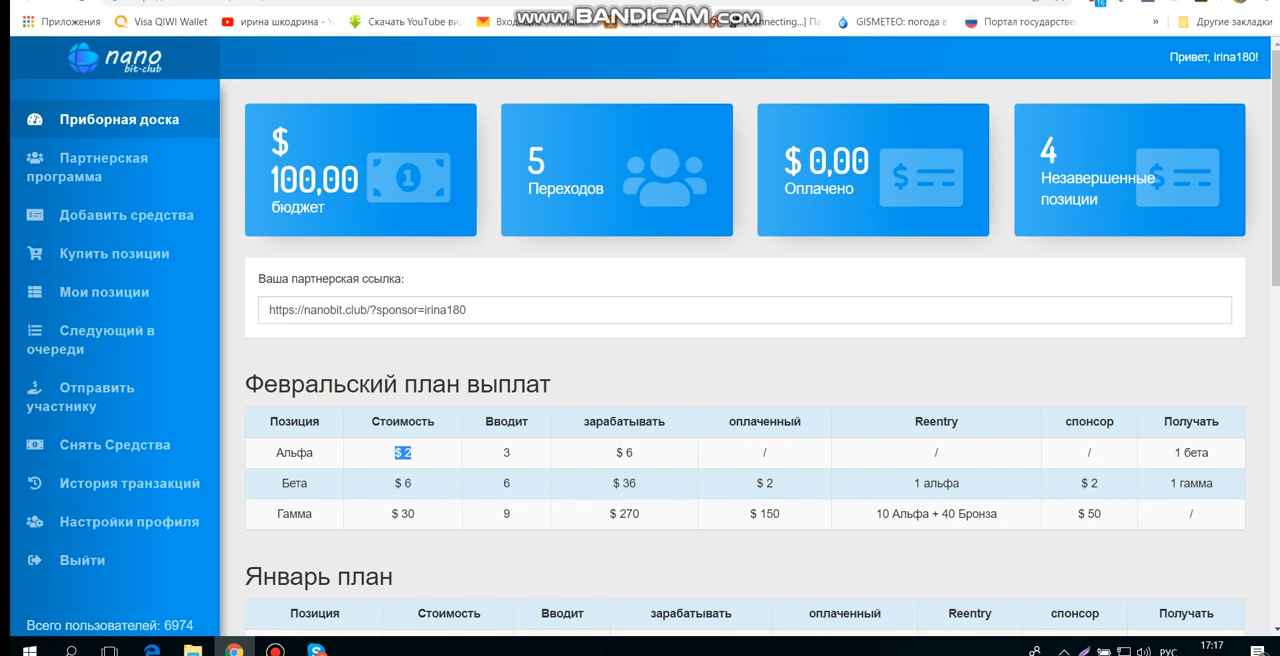 www.BANDICAM.com
Приложения
Visa QIWI Wallet
ирина шкодрина -
Скачать YouTube ви
Входящ
[Connecting...] П
GISMETEO: погода в
Портал государстве
»
Другие закладки
16
nano
bit-club
Привет, irina180!
Приборная доска
Партнерская
программа
Добавить средства
Купить позиции
Мои позиции
Следующий в
очереди
Отправить
участнику
Снять Средства
История транзакций
Настройки профиля
Выйти
Всего пользователей: 6974
$
100,00
бюджет
5
Переходов
$ 0,00
Оплачено
4
Незавершенные
позиции
Ваша партнерская ссылка:
https://nanobit.club/?sponsor=irina180
Февральский план выплат
Позиция Стоимость Вводит зарабатывать оплаченный Reentry спонсор Получать
Альфа $ 2 3 $ 6 / / / 1 бета
Бета $ 6 6 $ 36 $ 2 1 альфа $ 2 1 гамма
Гамма $ 30 9 $ 270 $ 150 10 Альфа + 40 Бронза $ 50 /
Январь план
Позиция Стоимость Вводит зарабатывать оплаченный Reentry спонсор Получать
РУС
17:17